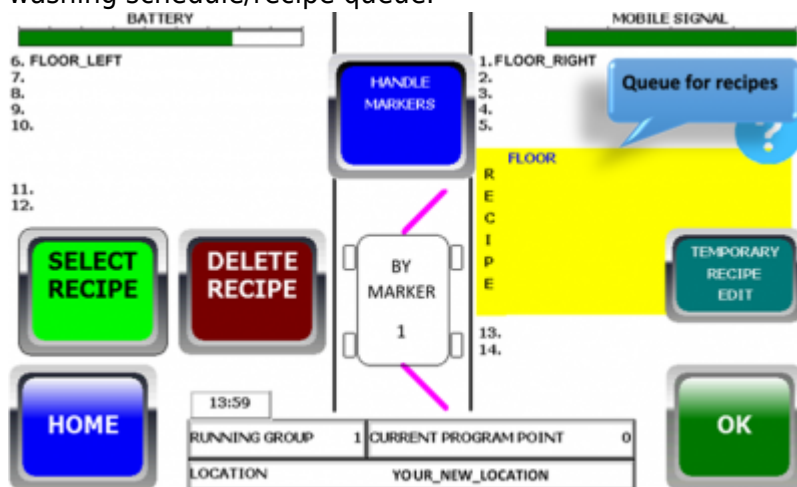 washing schedule/recipe queue.
BATTERY
MOBILE SIGNAL
6. FLOOR_LEFT
7.
8.
9.
10.
11.
12.
HANDLE
MARKERS
1. FLOOR_RIGHT
2.
3.
4.
5.
Queue for recipes
?
FLOOR
RECIPE
TEMPORARY
RECIPE
EDIT
13.
14.
SELECT
RECIPE
DELETE
RECIPE
BY
MARKER
1
HOME
13:59
RUNNING GROUP 1 CURRENT PROGRAM POINT 0
LOCATION YOUR_NEW_LOCATION
OK